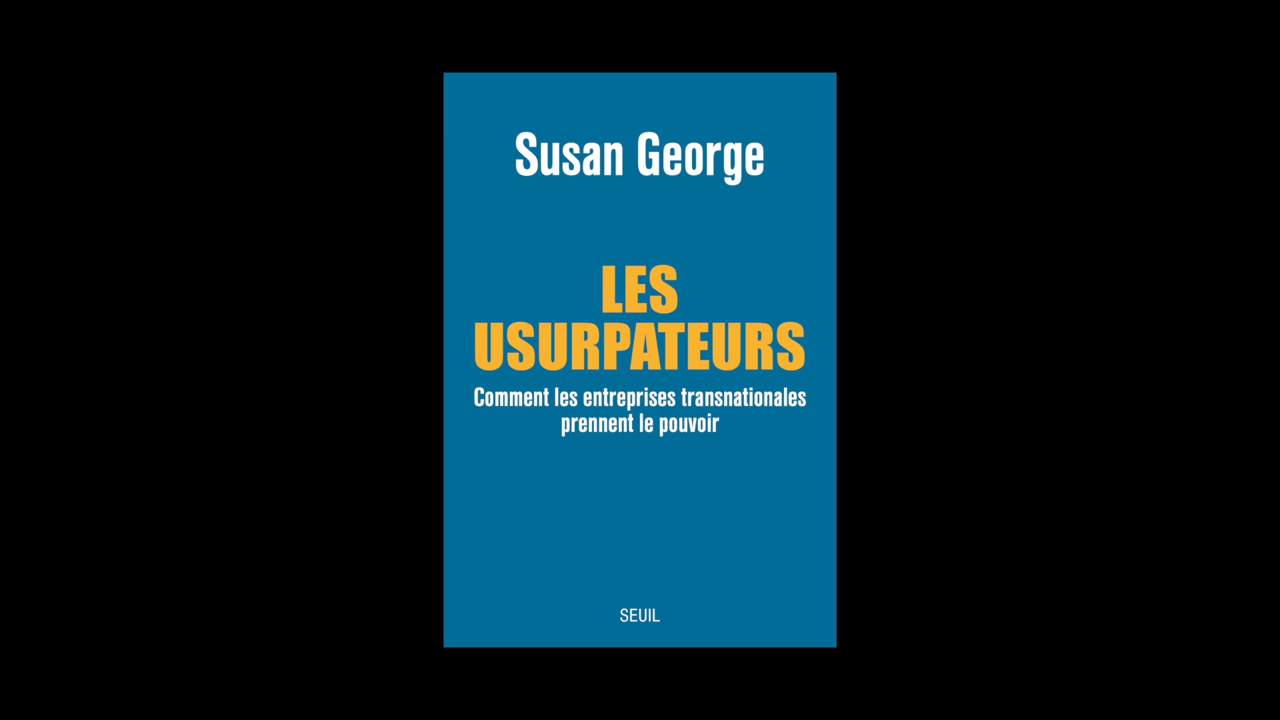 Susan George
LES
USURPATEURS
Comment les entreprises transnationales
prennent le pouvoir
SEUIL